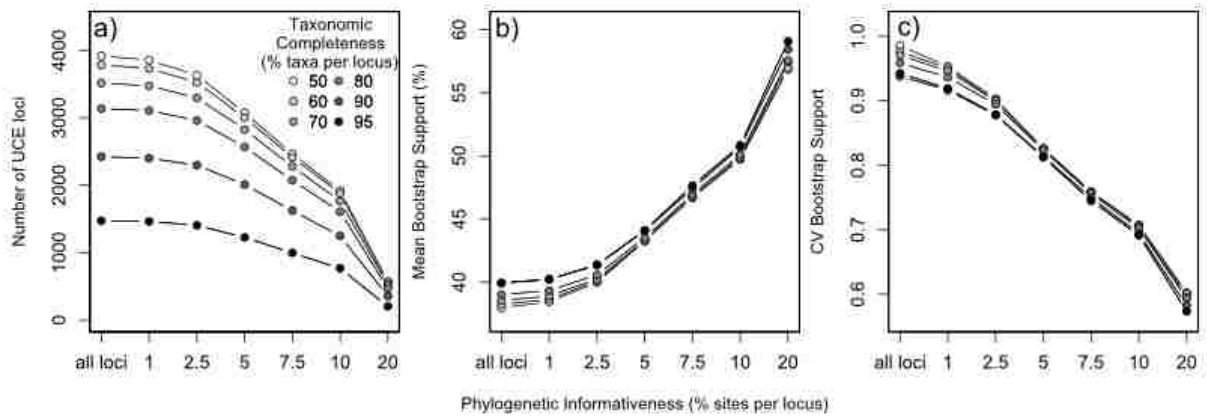 a)
Taxonomic
Completeness
(% taxa per locus)
50 80
60 90
70 95
Number of UCE loci
0 1000 2000 3000 4000
all loci 1 2.5 5 7.5 10 20
b)
Mean Bootstrap Support (%)
40 45 50 55 60
all loci 1 2.5 5 7.5 10 20
c)
CV Bootstrap Support
0.6 0.7 0.8 0.9 1.0
all loci 1 2.5 5 7.5 10 20
Phylogenetic Informativeness (% sites per locus)